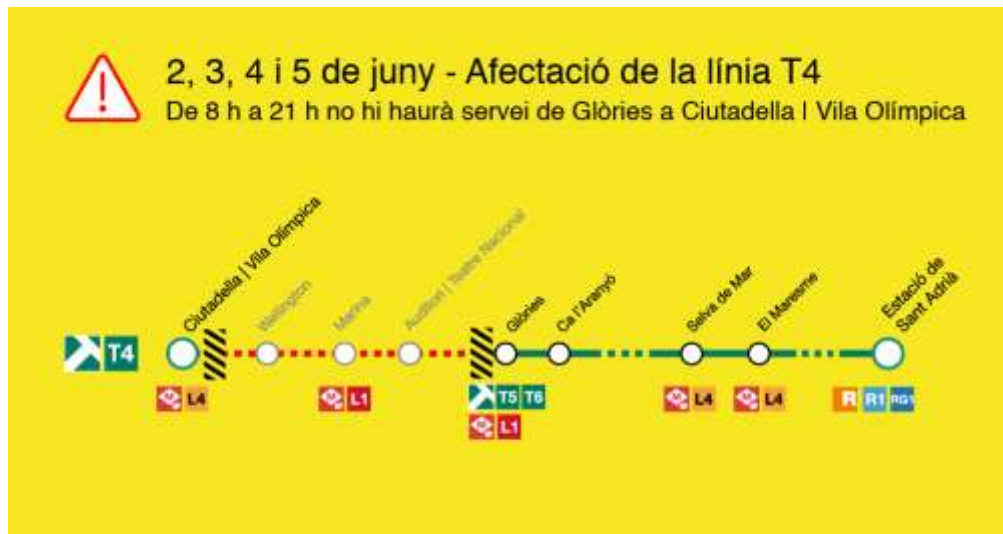 2, 3, 4 i 5 de juny - Afectació de la línia T4
De 8 h a 21 h no hi haurà servei de Glòries a Ciutadella | Vila Olímpica
Ciutadella | Vila Olímpica
Wellington
Marina
Auditori | Teatre Nacional
Glòries
Ca l'Aranyó
Selva de Mar
El Maresme
Estació de
Sant Adrià
T4
M L4
M L1
T5 T6
M L1
M L4
M L4
R R1 RG1